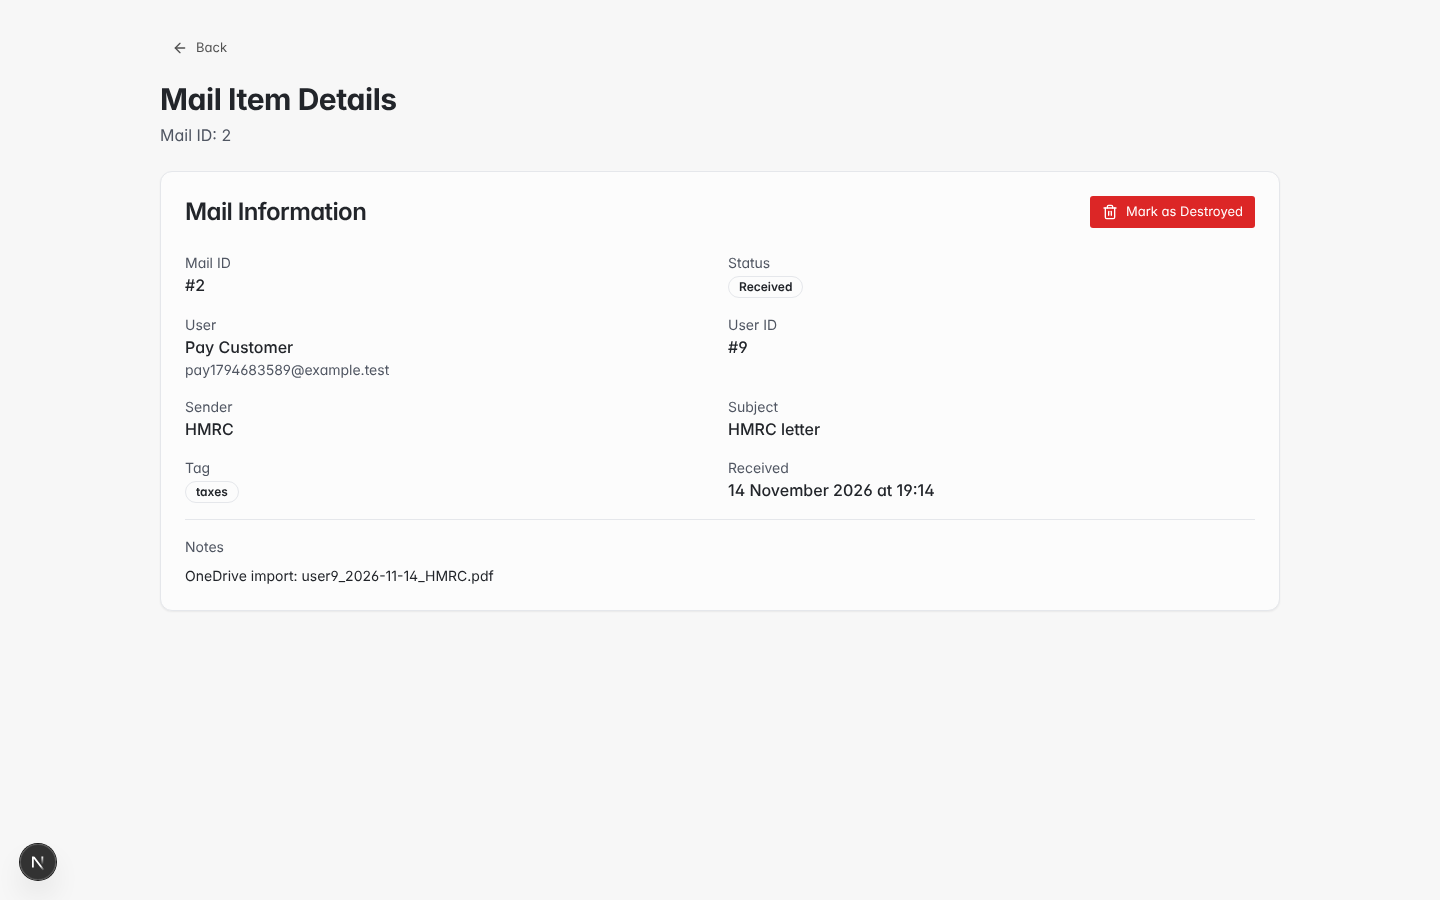 Back
Mail Item Details
Mail ID: 2
Mail Information
Mark as Destroyed
Mail ID
#2
Status
Received
User
Pay Customer
pay1794683589@example.test
User ID
#9
Sender
HMRC
Subject
HMRC letter
Tag
taxes
Received
14 November 2026 at 19:14
Notes
OneDrive import: user9_2026-11-14_HMRC.pdf
N